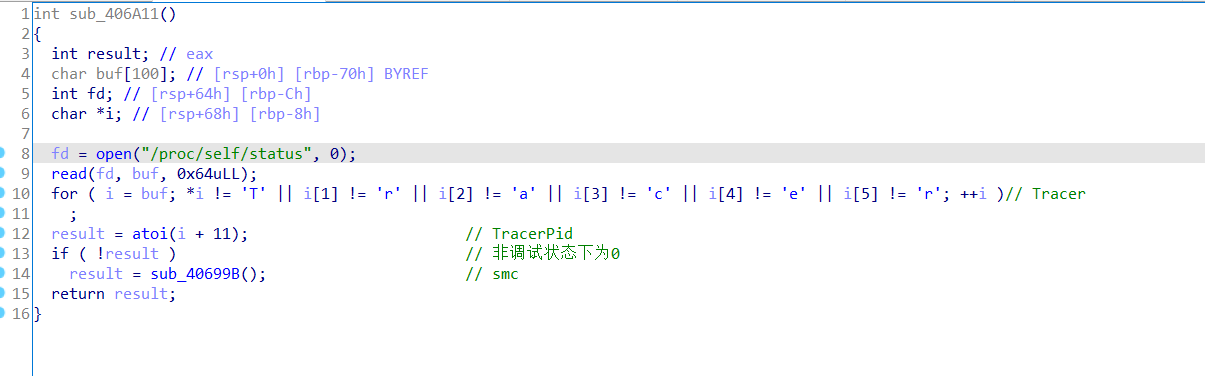 1 int sub_406A11()
2 {
3 int result; // eax
4 char buf[100]; // [rsp+0h] [rbp-70h] BYREF
5 int fd; // [rsp+64h] [rbp-Ch]
6 char *i; // [rsp+68h] [rbp-8h]
7
8 fd = open("/proc/self/status", 0);
9 read(fd, buf, 0x64uLL);
10 for ( i = buf; *i != 'T' || i[1] != 'r' || i[2] != 'a' || i[3] != 'c' || i[4] != 'e' || i[5] != 'r'; ++i )// Tracer
11 ;
12 result = atoi(i + 11); // TracerPid
13 if ( !result ) // 非调试状态下为0
14 result = sub_40699B(); // smc
15 return result;
16 }